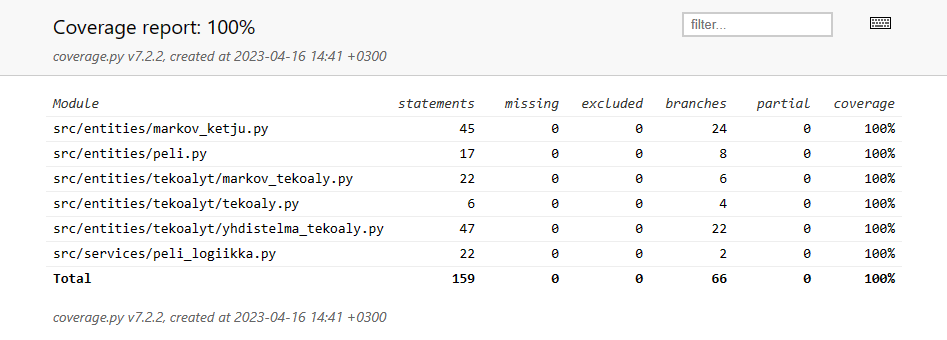 Coverage report: 100%
filter...
coverage.py v7.2.2, created at 2023-04-16 14:41 +0300
Module statements missing excluded branches partial coverage
src/entities/markov_ketju.py 45 0 0 24 0 100%
src/entities/peli.py 17 0 0 8 0 100%
src/entities/tekoalyt/markov_tekoaly.py 22 0 0 6 0 100%
src/entities/tekoalyt/tekoaly.py 6 0 0 4 0 100%
src/entities/tekoalyt/yhdistelma_tekoaly.py 47 0 0 22 0 100%
src/services/peli_logiikka.py 22 0 0 2 0 100%
Total 159 0 0 66 0 100%
coverage.py v7.2.2, created at 2023-04-16 14:41 +0300